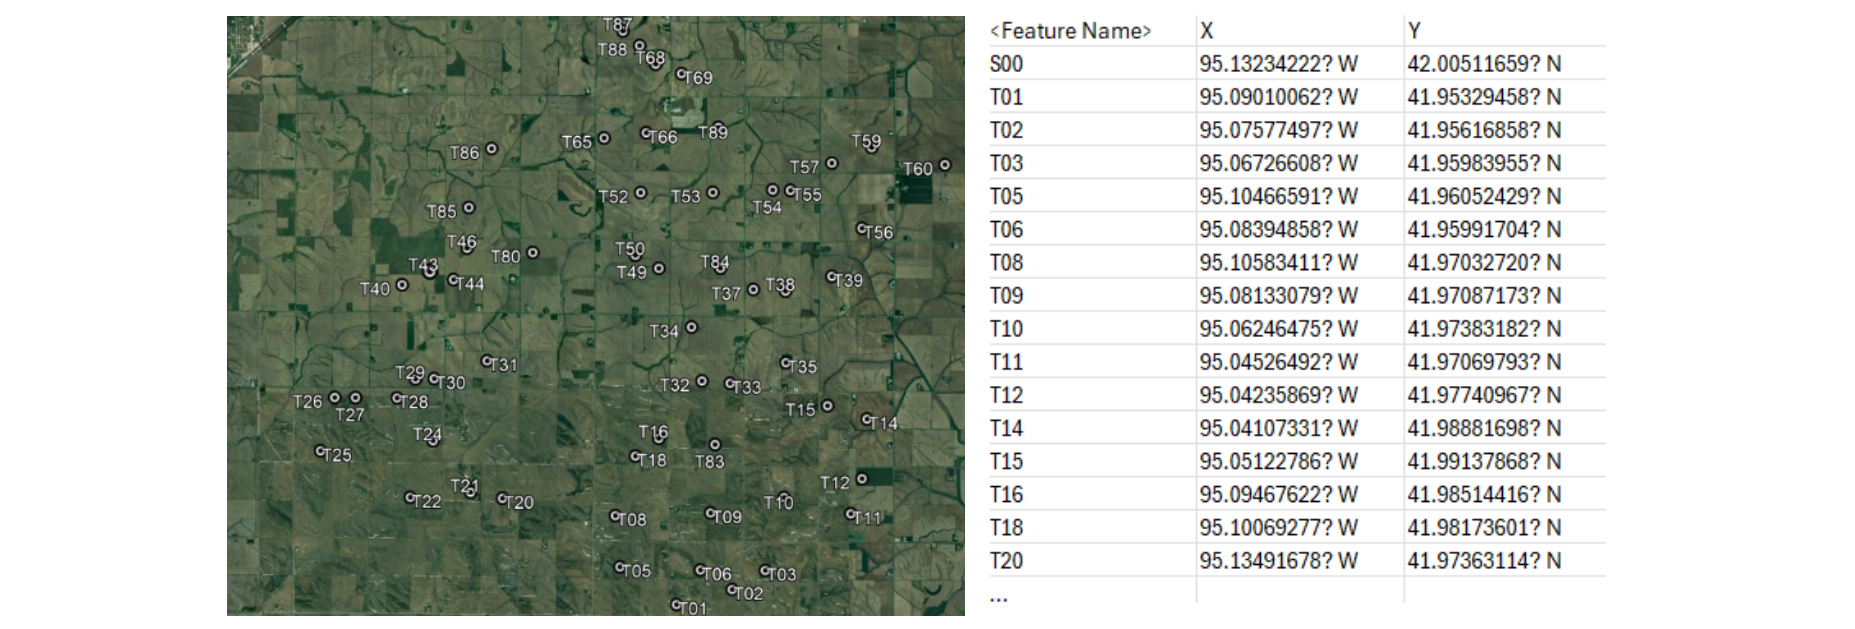 T87
T88
T68
T69
T65
T66
T89
T59
T86
T57
T60
T52
T53
T54
T55
T85
T56
T46
T80
T50
T49
T84
T43
T44
T40
T37
T38
T39
T34
T31
T35
T29
T30
T32
T33
T26
T27
T28
T15
T14
T24
T16
T25
T18
T83
T12
T21
T22
T20
T10
T08
T09
T11
T05
T06
T03
T02
T01
<Feature Name> X Y
S00 95.13234222? W 42.00511659? N
T01 95.09010062? W 41.95329458? N
T02 95.07577497? W 41.95616858? N
T03 95.06726608? W 41.95983955? N
T05 95.10466591? W 41.96052429? N
T06 95.08394858? W 41.95991704? N
T08 95.10583411? W 41.97032720? N
T09 95.08133079? W 41.97087173? N
T10 95.06246475? W 41.97383182? N
T11 95.04526492? W 41.97069793? N
T12 95.04235869? W 41.97740967? N
T14 95.04107331? W 41.98881698? N
T15 95.05122786? W 41.99137868? N
T16 95.09467622? W 41.98514416? N
T18 95.10069277? W 41.98173601? N
T20 95.13491678? W 41.97363114? N
...